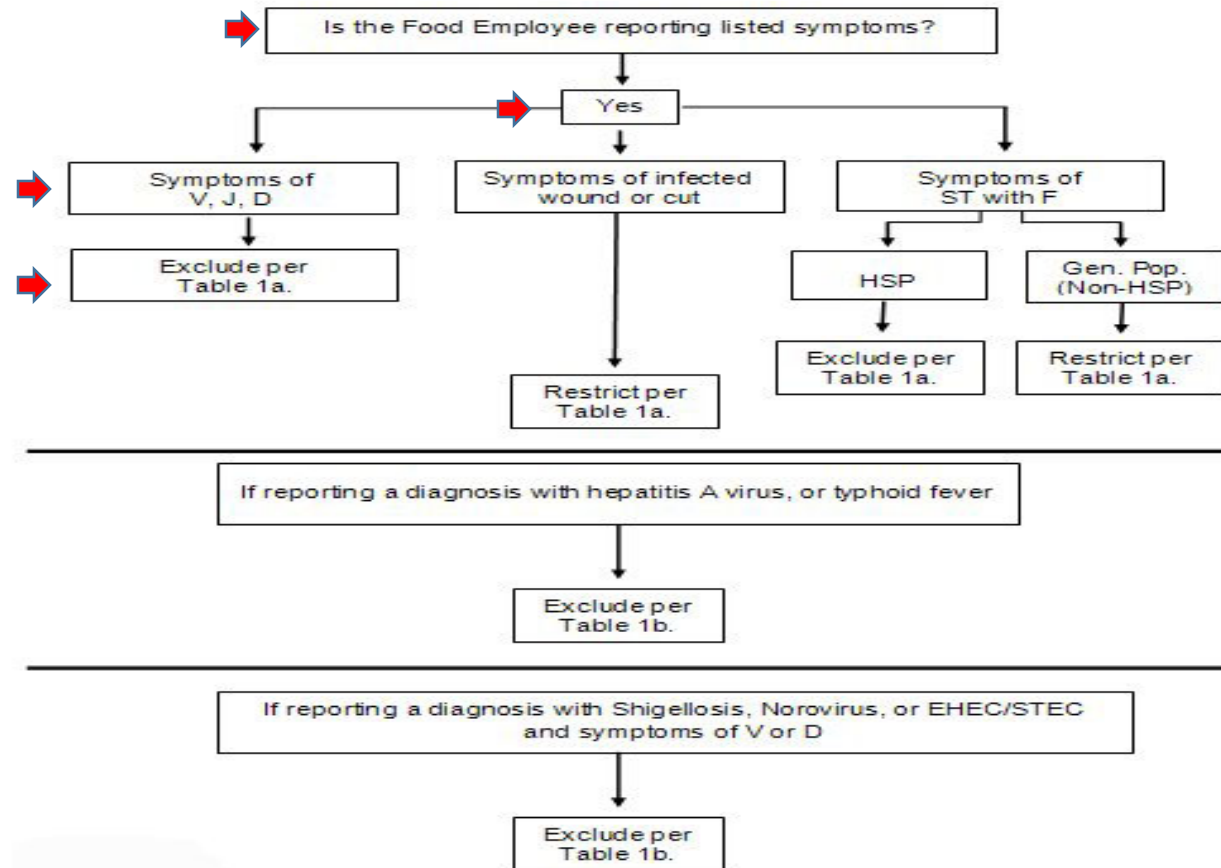 Is the Food Employee reporting listed symptoms?
Yes
Symptoms of
V, J, D
Symptoms of infected
wound or cut
Symptoms of
ST with F
Exclude per
Table 1a.
HSP
Gen. Pop.
(Non-HSP)
Exclude per
Table 1a.
Restrict per
Table 1a.
Restrict per
Table 1a.
If reporting a diagnosis with hepatitis A virus, or typhoid fever
Exclude per
Table 1b.
If reporting a diagnosis with Shigellosis, Norovirus, or EHEC/STEC
and symptoms of V or D
Exclude per
Table 1b.